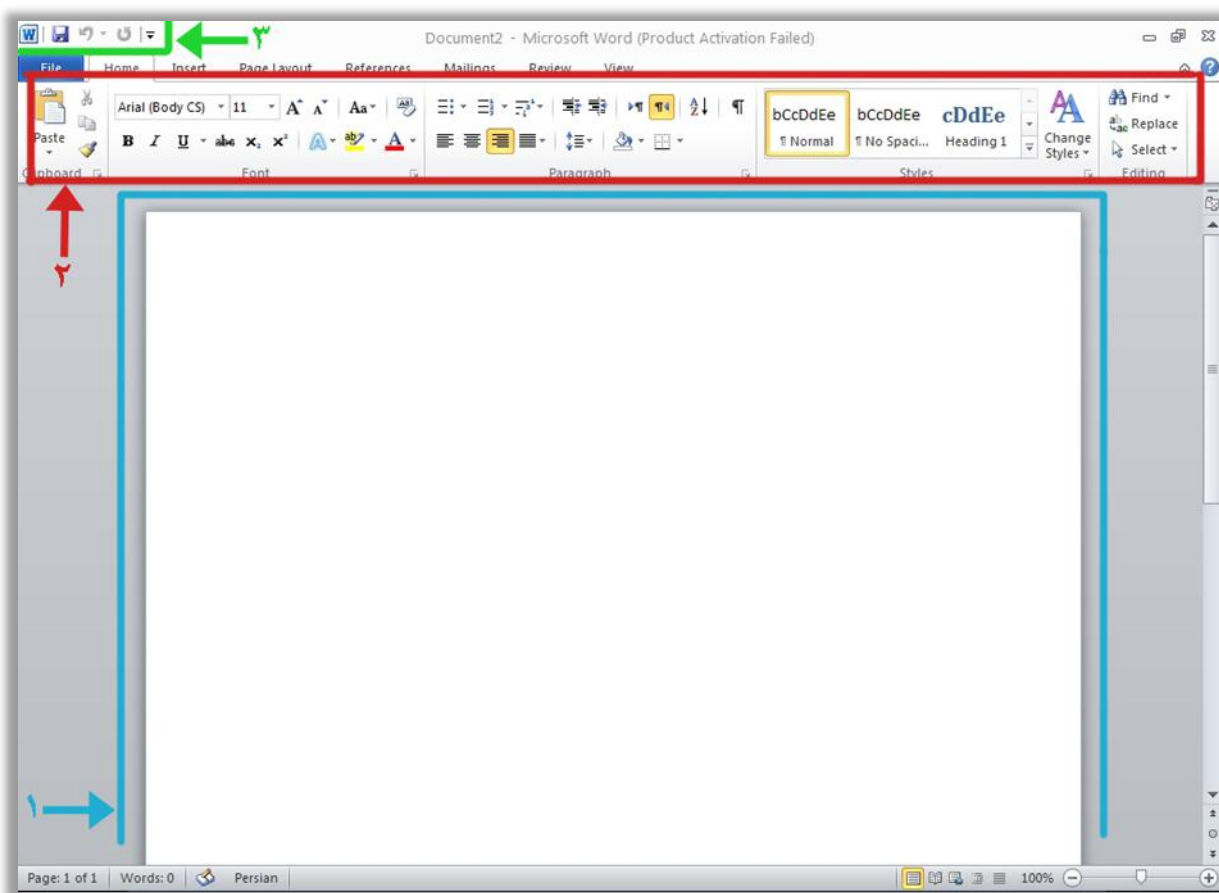 ۳
Document2 - Microsoft Word (Product Activation Failed)
File Home Insert Page Layout References Mailings Review View
Arial (Body CS) 11 A A Aa bCcDdEe bCcDdEe cDdEe Find
Paste B I U abc x₂ x² A ab A ¶ Normal ¶ No Spaci... Heading 1 Change Styles Replace
Select
Clipboard Font Paragraph Styles Editing
۲
۱
Page: 1 of 1 Words: 0 Persian 100%